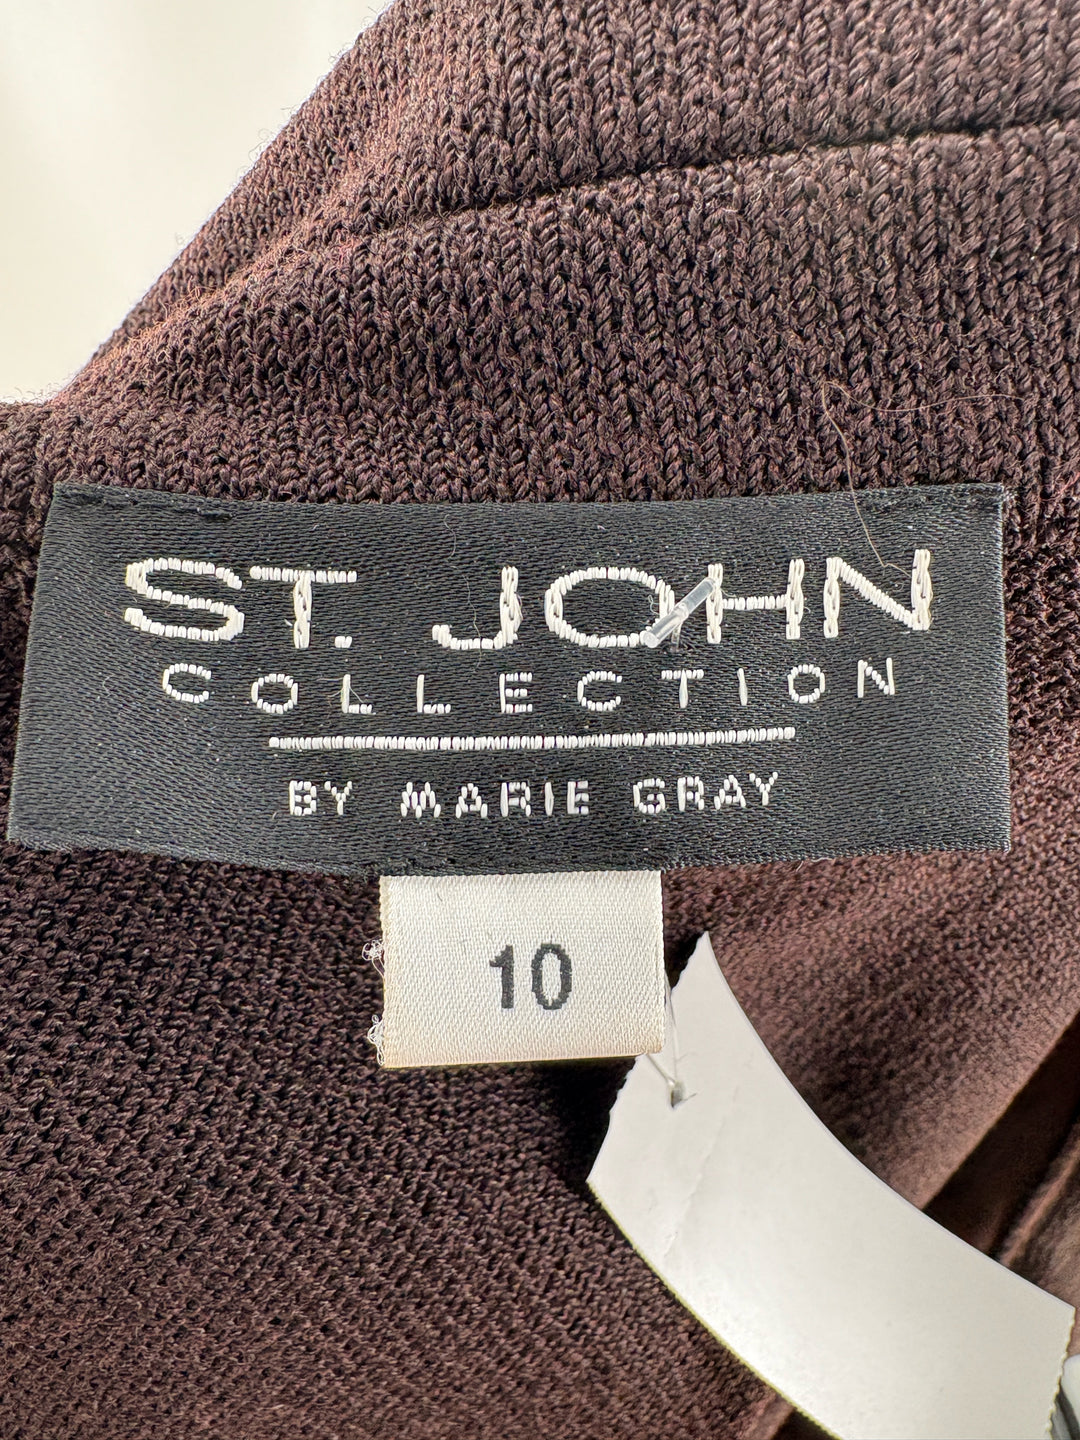 ST. JOHN
COLLECTION
BY MARIE GRAY
10